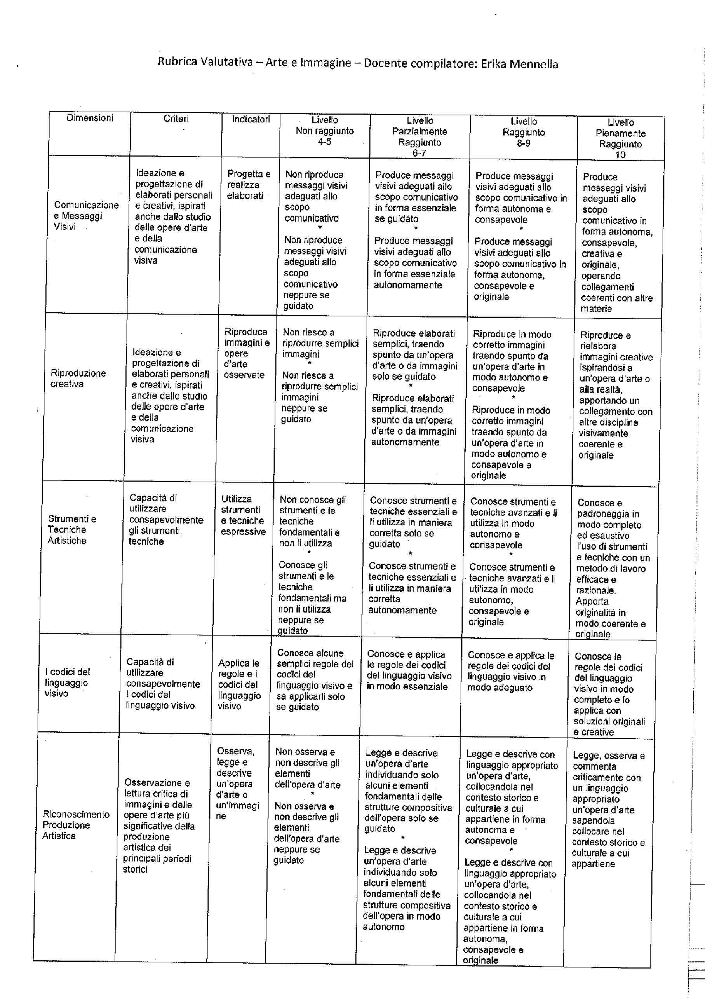 Rubrica Valutativa – Arte e Immagine – Docente compilatore: Erika Mennella
Dimensioni
Criteri
Indicatori
Livello
Non raggiunto
4-5
Livello
Parzialmente
Raggiunto
6-7
Livello
Raggiunto
8-9
Livello
Pienamente
Raggiunto
10
Comunicazione
e Messaggi
Visivi
Ideazione e
progettazione di
elaborati personali
e creativi, ispirati
anche dallo studio
delle opere d'arte
e della
comunicazione
visiva
Progetta e
realizza
elaborati
Non riproduce
messaggi visivi
adeguati allo
scopo
comunicativo
*
Non riproduce
messaggi visivi
adeguati allo
scopo
comunicativo
neppure se
guidato
Produce messaggi
visivi adeguati allo
scopo comunicativo
in forma essenziale
se guidato
*
Produce messaggi
visivi adeguati allo
scopo comunicativo
in forma essenziale
autonomamente
Produce messaggi
visivi adeguati allo
scopo comunicativo in
forma autonoma e
consapevole
*
Produce messaggi
visivi adeguati allo
scopo comunicativo in
forma autonoma,
consapevole e
originale
Produce
messaggi visivi
adeguati allo
scopo
comunicativo in
forma autonoma,
consapevole,
creativa e
originale,
operando
collegamenti
coerenti con altre
materie
Riproduzione
creativa
Ideazione e
progettazione di
elaborati personali
e creativi, ispirati
anche dallo studio
delle opere d'arte
e della
comunicazione
visiva
Riproduce
immagini e
opere
d'arte
osservate
Non riesce a
riprodurre semplici
immagini
*
Non riesce a
riprodurre semplici
immagini
neppure se
guidato
Riproduce elaborati
semplici, traendo
spunto da un'opera
d'arte o da immagini
solo se guidato
*
Riproduce elaborati
semplici, traendo
spunto da un'opera
d'arte o da immagini
autonomamente
Riproduce in modo
corretto immagini
traendo spunto da
un'opera d'arte in
modo autonomo e
consapevole
*
Riproduce in modo
corretto immagini
traendo spunto da
un'opera d'arte in
modo autonomo e
consapevole e
originale
Riproduce e
rielabora
immagini creative
ispirandosi a
un'opera d'arte o
alla realtà,
apportando un
collegamento con
altre discipline
visivamente
coerente e
originale
Strumenti e
Tecniche
Artistiche
Capacità di
utilizzare
consapevolmente
gli strumenti,
tecniche
Utilizza
strumenti
e tecniche
espressive
Non conosce gli
strumenti e le
tecniche
fondamentali e
non li utilizza
*
Conosce gli
strumenti e le
tecniche
fondamentali ma
non li utilizza
neppure se
guidato
Conosce strumenti e
tecniche essenziali e
li utilizza in maniera
corretta solo se
guidato
*
Conosce strumenti e
tecniche essenziali e
li utilizza in maniera
corretta
autonomamente
Conosce strumenti e
tecniche avanzati e li
utilizza in modo
autonomo e
consapevole
*
Conosce strumenti e
tecniche avanzati e li
utilizza in modo
autonomo,
consapevole e
originale
Conosce e
padroneggia in
modo completo
ed esaustivo
l'uso di strumenti
e tecniche con un
metodo di lavoro
efficace e
razionale.
Apporta
originalità in
modo coerente e
originale.
I codici del
linguaggio
visivo
Capacità di
utilizzare
consapevolmente
I codici del
linguaggio visivo
Applica le
regole e i
codici del
linguaggio
visivo
Conosce alcune
semplici regole dei
codici del
linguaggio visivo e
sa applicarli solo
se guidato
Conosce e applica
le regole dei codici
del linguaggio visivo
in modo essenziale
Conosce e applica le
regole dei codici del
linguaggio visivo in
modo adeguato
Conosce le
regole dei codici
del linguaggio
visivo in modo
completo e lo
applica con
soluzioni originali
e creative
Riconoscimento
Produzione
Artistica
Osservazione e
lettura critica di
immagini e delle
opere d'arte più
significative della
produzione
artistica dei
principali periodi
storici
Osserva,
legge e
descrive
un'opera
d'arte o
un'immagi
ne
Non osserva e
non descrive gli
elementi
dell'opera d'arte
*
Non osserva e
non descrive gli
elementi
dell'opera d'arte
neppure se
guidato
Legge e descrive
un'opera d'arte
individuando solo
alcuni elementi
fondamentali delle
strutture compositiva
dell'opera solo se
guidato
*
Legge e descrive
un'opera d'arte
individuando solo
alcuni elementi
fondamentali delle
strutture compositiva
dell'opera in modo
autonomo
Legge e descrive con
linguaggio appropriato
un'opera d'arte,
collocandola nel
contesto storico e
culturale a cui
appartiene in forma
autonoma e
consapevole
*
Legge e descrive con
linguaggio appropriato
un'opera d'arte,
collocandola nel
contesto storico e
culturale a cui
appartiene in forma
autonoma,
consapevole e
originale
Legge, osserva e
commenta
criticamente con
un linguaggio
appropriato
un'opera d'arte
sapendola
collocare nel
contesto storico e
culturale a cui
appartiene